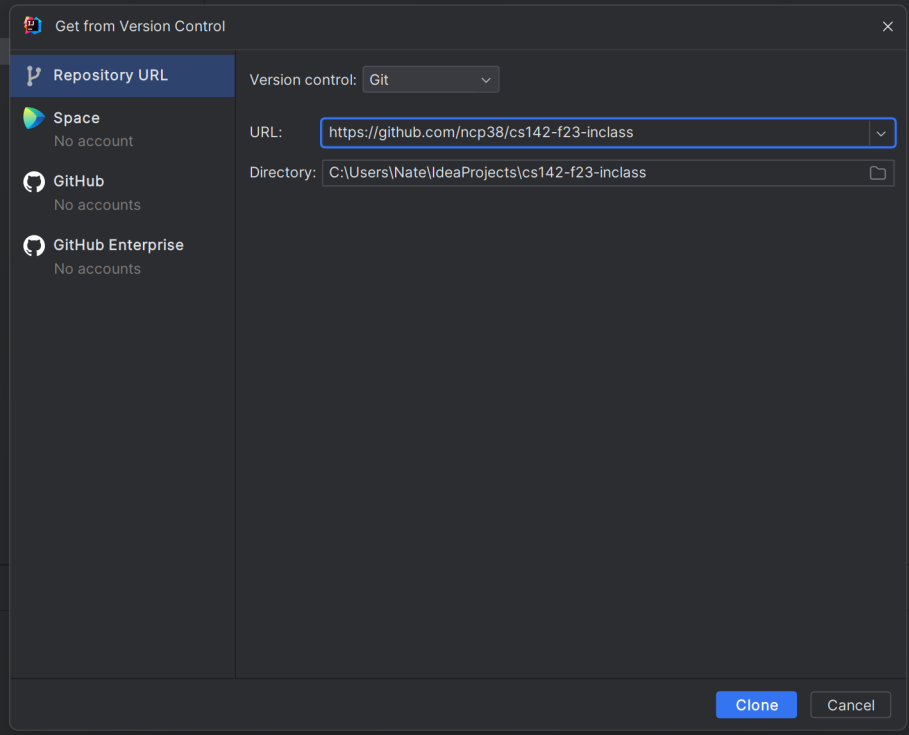 Get from Version Control
Repository URL
Space
No account
GitHub
No accounts
GitHub Enterprise
No accounts
Version control: Git
URL: https://github.com/ncp38/cs142-f23-inclass
Directory: C:\Users\Nate\IdeaProjects\cs142-f23-inclass
Clone Cancel